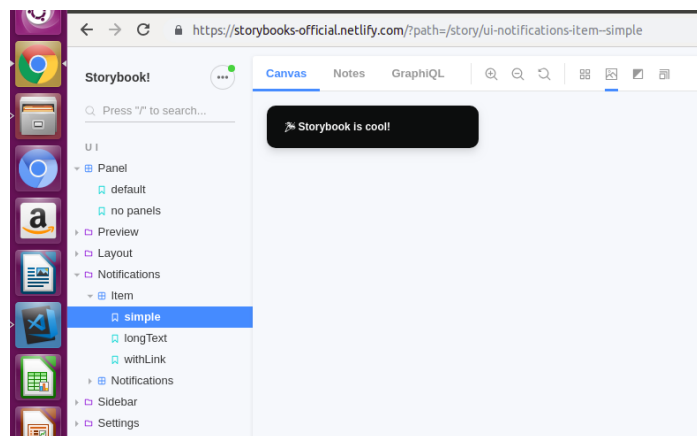 https://storybooks-official.netlify.com/?path=/story/ui-notifications-item--simple
Storybook!
Canvas Notes GraphiQL
Press "/" to search...
🎉 Storybook is cool!
UI
Panel
default
no panels
Preview
Layout
Notifications
Item
simple
longText
withLink
Notifications
Sidebar
Settings